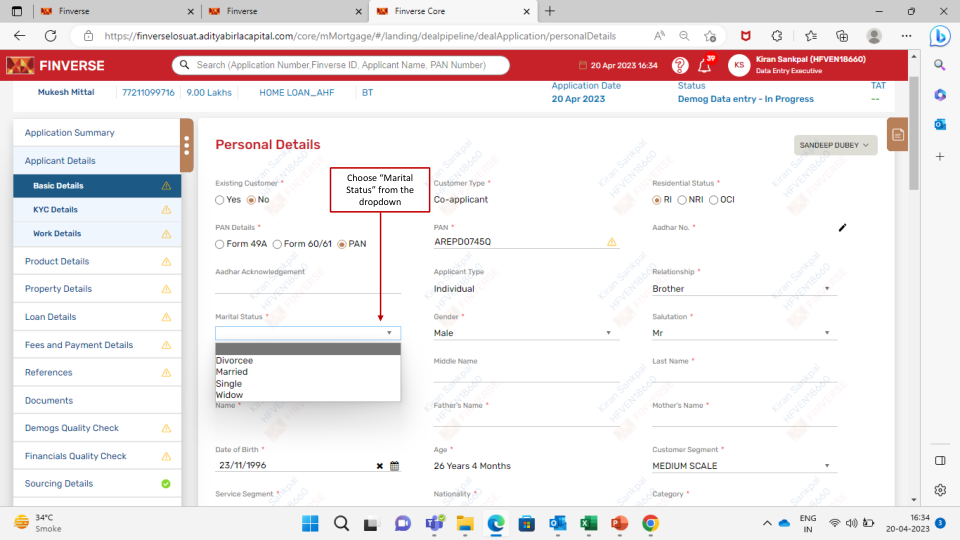 Finverse
Finverse
Finverse Core
https://finverselosuat.adityabirlacapital.com/core/mMortgage/#/landing/dealpipeline/dealApplication/personalDetails
FINVERSE
Search (Application Number,Finverse ID, Applicant Name, PAN Number)
20 Apr 2023 16:34
39
KS
Kiran Sankpal (HFVEN18660)
Data Entry Executive
Mukesh Mittal
77211099716
9.00 Lakhs
HOME LOAN_AHF
BT
Application Date
20 Apr 2023
Status
Demog Data entry - In Progress
TAT
--
Application Summary
Applicant Details
Basic Details
KYC Details
Work Details
Product Details
Property Details
Loan Details
Fees and Payment Details
References
Documents
Demogs Quality Check
Financials Quality Check
Sourcing Details
Personal Details
SANDEEP DUBEY
Choose "Marital
Status" from the
dropdown
Existing Customer *
Yes No
Customer Type *
Co-applicant
Residential Status *
RI NRI OCI
PAN Details *
Form 49A Form 60/61 PAN
PAN *
AREPD0745Q
Aadhar No. *
Aadhar Acknowledgement
Applicant Type
Individual
Relationship *
Brother
Marital Status *
Gender *
Male
Salutation *
Mr
Divorcee
Married
Single
Widow
Middle Name
Last Name *
Name *
Father's Name *
Mother's Name *
Date of Birth *
23/11/1996
Age *
26 Years 4 Months
Customer Segment *
MEDIUM SCALE
Service Segment *
Nationality *
Category *
Kiran Sankpal
HFVEN18660
FINVERSE
34°C
Smoke
ENG
IN
16:34
20-04-2023
3